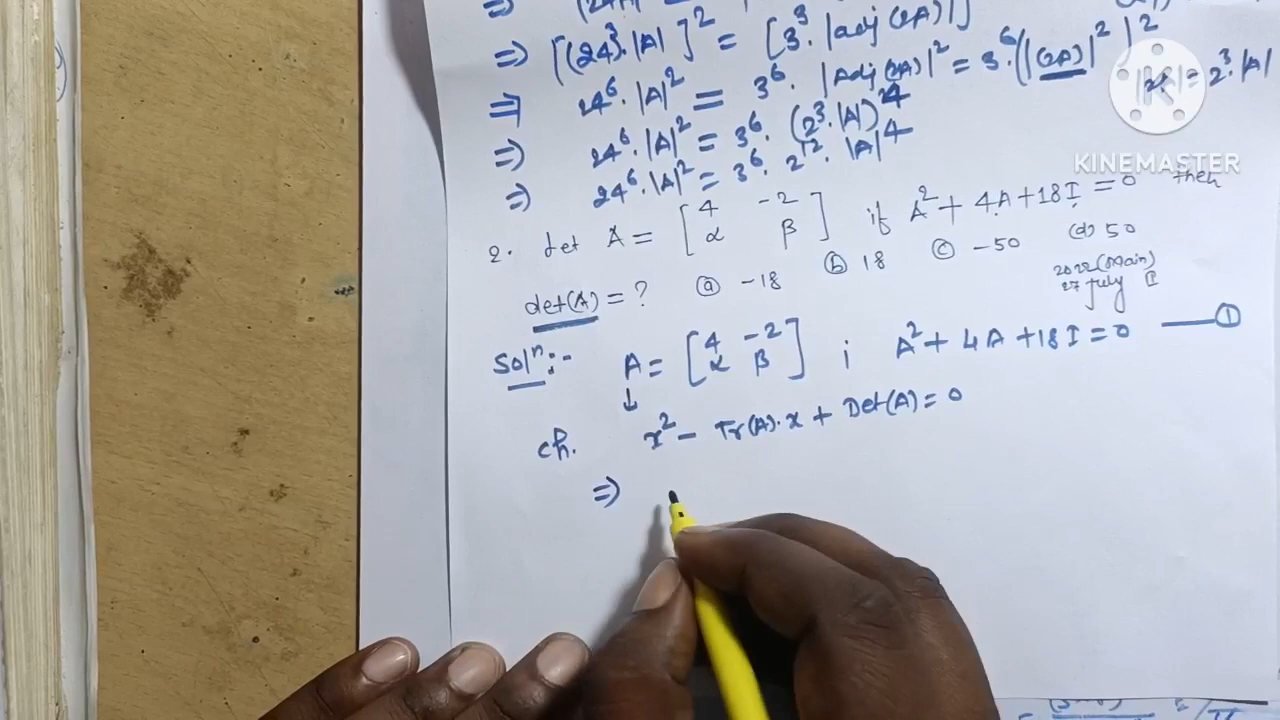 ⇒ [(24)³·|A|]² = [3³·|adj(2A)|]
⇒ 24⁶·|A|² = 3⁶·|Adj(2A)|² = 3⁶·(|(2A)|²)²
= 2³·|A|
⇒ 24⁶·|A|² = 3⁶·(2³·|A|)⁴
⇒ 24⁶·|A|² = 3⁶·2¹²·|A|⁴
KINEMASTER
2. det A = [4 -2 α β] if A² + 4A + 18I = 0 then
det(A) = ? ⓐ -18 ⓑ 18 ⓒ -50 (d) 50
2022 (Main)
27 July
Solⁿ:- A = [4 -2 α β] ; A² + 4A + 18I = 0 —①
↓
ch. x² - Tr(A)·x + Det(A) = 0
⇒